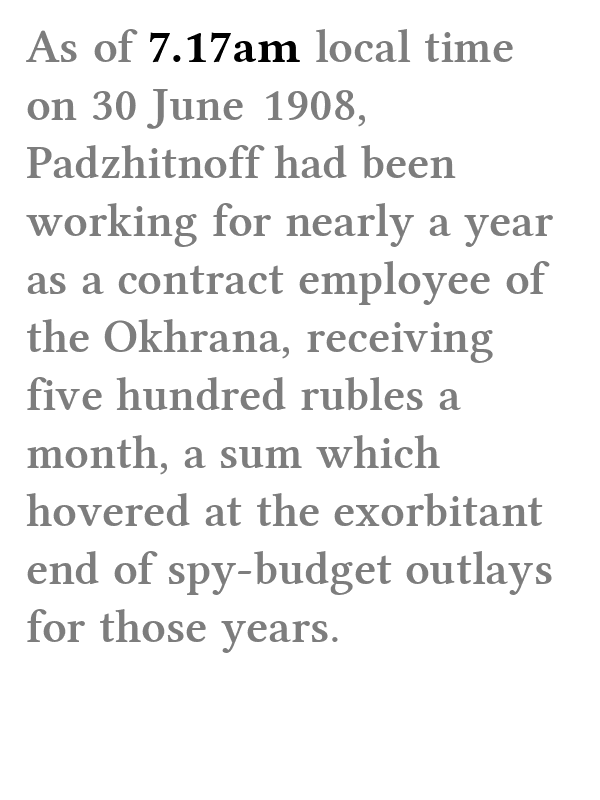 As of 7.17am local time
on 30 June 1908,
Padzhitnoff had been
working for nearly a year
as a contract employee of
the Okhrana, receiving
five hundred rubles a
month, a sum which
hovered at the exorbitant
end of spy-budget outlays
for those years.